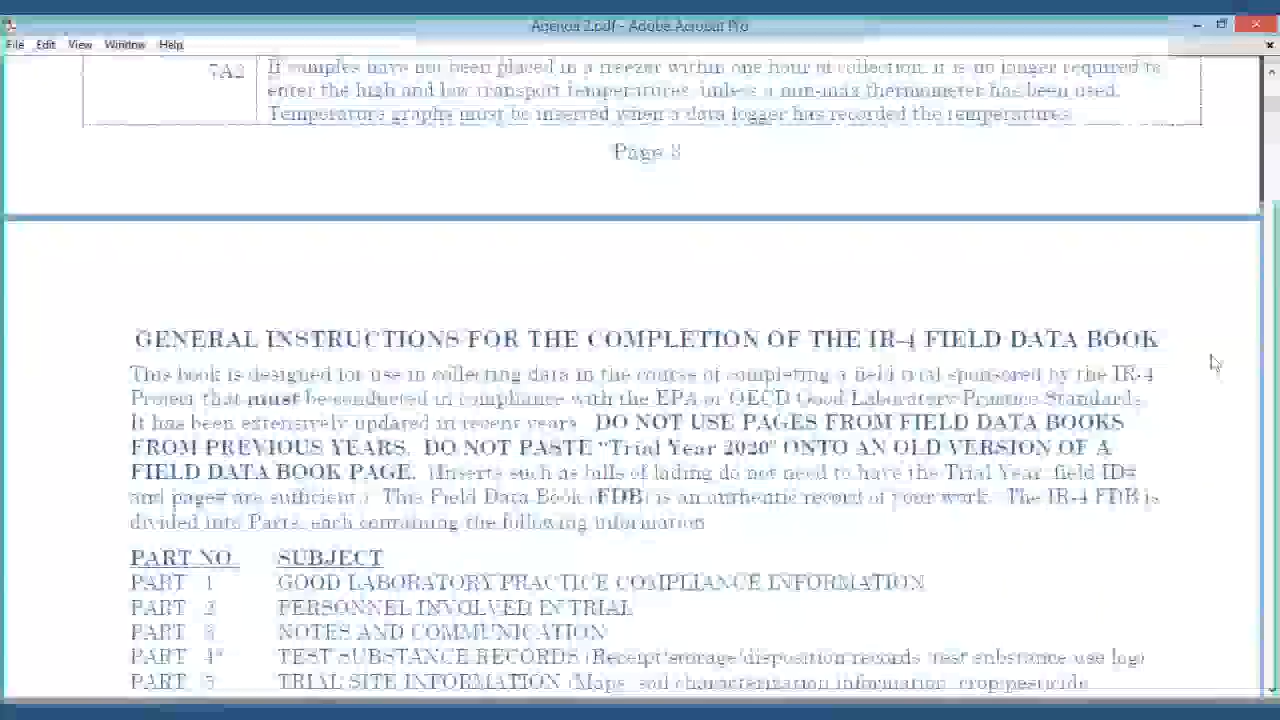 Agenda 2.pdf - Adobe Acrobat Pro
File Edit View Window Help
7A2 If samples have not been placed in a freezer within one hour of collection, it is no longer required to
enter the high and low transport temperatures, unless a min-max thermometer has been used.
Temperature graphs must be inserted when a data logger has recorded the temperatures.
Page 3
GENERAL INSTRUCTIONS FOR THE COMPLETION OF THE IR-4 FIELD DATA BOOK
This book is designed for use in collecting data in the course of completing a field trial sponsored by the IR-4
Project that must be conducted in compliance with the EPA or OECD Good Laboratory Practice Standards.
It has been extensively updated in recent years. DO NOT USE PAGES FROM FIELD DATA BOOKS
FROM PREVIOUS YEARS. DO NOT PASTE "Trial Year 2020" ONTO AN OLD VERSION OF A
FIELD DATA BOOK PAGE. (Inserts such as bills of lading do not need to have the Trial Year, field ID#
and pages are sufficient.) This Field Data Book (FDB) is an authentic record of your work. The IR-4 FDB is
divided into Parts, each containing the following information
PART NO. SUBJECT
PART 1 GOOD LABORATORY PRACTICE COMPLIANCE INFORMATION
PART 2 PERSONNEL INVOLVED IN TRIAL
PART 3 NOTES AND COMMUNICATION
PART 4* TEST SUBSTANCE RECORDS (Receipt/storage/disposition records, test substance use log)
PART 5 TRIAL SITE INFORMATION (Maps, soil characterization information, crop/pesticide